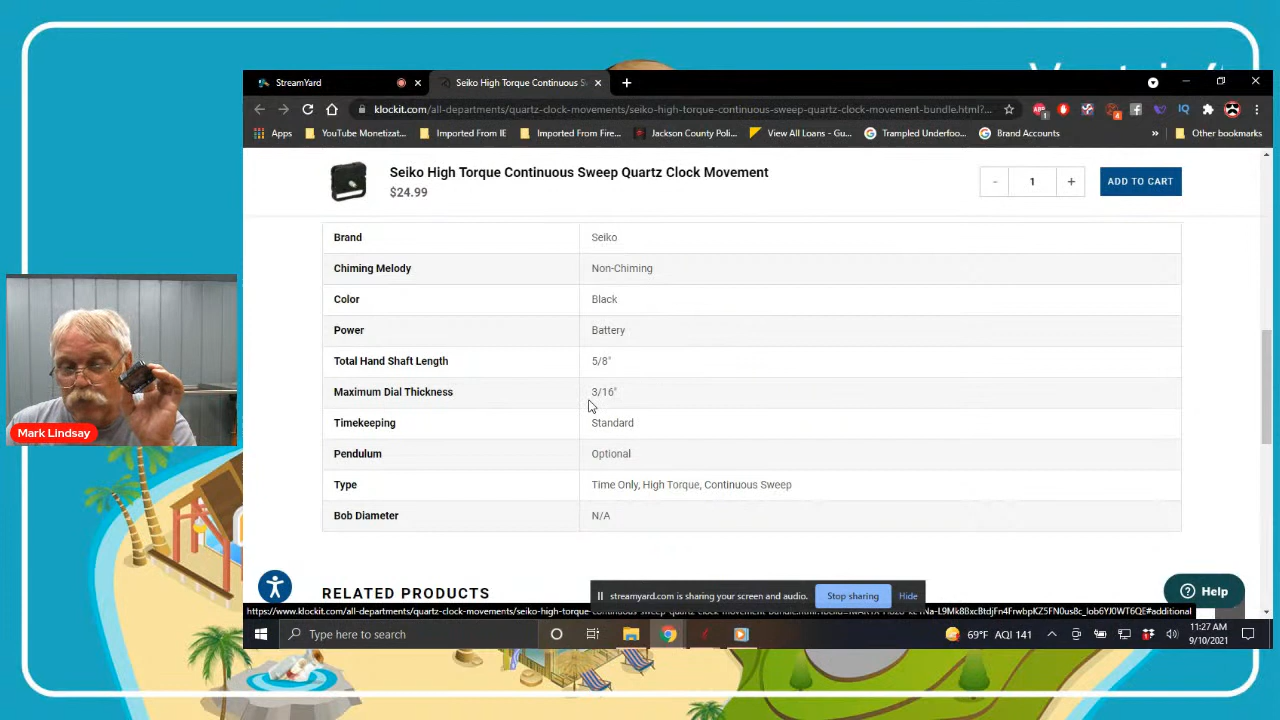 StreamYard
Seiko High Torque Continuous S
klockit.com/all-departments/quartz-clock-movements/seiko-high-torque-continuous-sweep-quartz-clock-movement-bundle.html?...
Apps
YouTube Monetizat...
Imported From IE
Imported From Fire...
Jackson County Poli...
View All Loans - Gu...
Trampled Underfoo...
Brand Accounts
»
Other bookmarks
Seiko High Torque Continuous Sweep Quartz Clock Movement
$24.99
- 1 +
ADD TO CART
Brand Seiko
Chiming Melody Non-Chiming
Color Black
Power Battery
Total Hand Shaft Length 5/8"
Maximum Dial Thickness 3/16"
Timekeeping Standard
Pendulum Optional
Type Time Only, High Torque, Continuous Sweep
Bob Diameter N/A
Mark Lindsay
RELATED PRODUCTS
streamyard.com is sharing your screen and audio.
Stop sharing
Hide
Help
Type here to search
69°F AQI 141
11:27 AM
9/10/2021